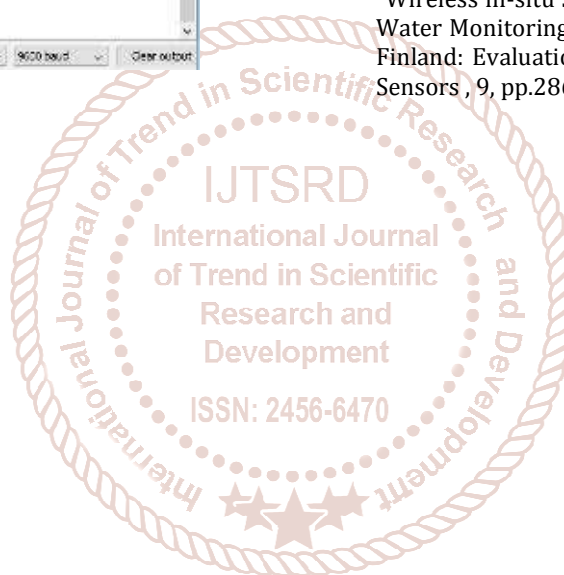 9600 baud Clear output
"Wireless in-situ
Water Monitoring
Finland: Evaluatio
Sensors , 9, pp.28
International Journal of Trend in Scientific Research and Development
IJTSRD
International Journal
of Trend in Scientific
Research and
Development
ISSN: 2456-6470